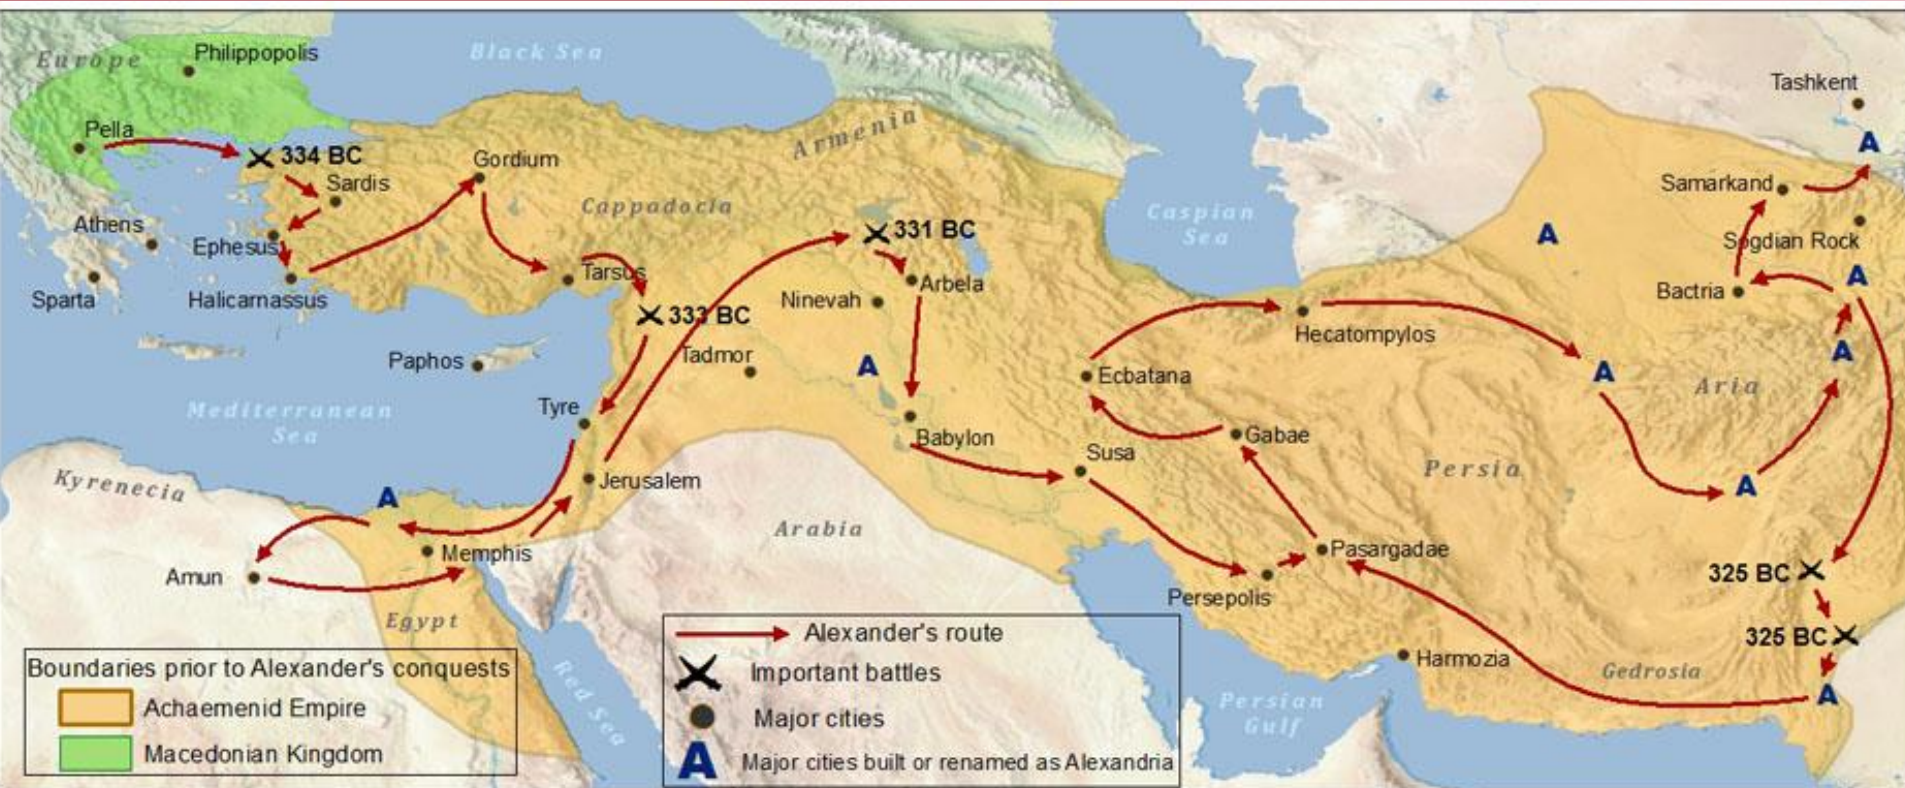 Europe
Philippopolis
Black Sea
Tashkent
Pella
334 BC
Armenia
A
Gordium
Sardis
Samarkand
Cappadocia
Caspian
Sea
Athens
Ephesus
331 BC
A
Sogdian Rock
Sparta
Halicarnassus
Tarsus
Ninevah
Arbela
Bactria
A
333 BC
Hecatompylos
Paphos
Tadmor
A
Ecbatana
A
Aria
A
Mediterranean
Sea
Tyre
Babylon
Susa
Gabae
Persia
Kyrenecia
A
Jerusalem
A
Arabia
Memphis
Pasargadae
Amun
Persepolis
325 BC
Egypt
325 BC
Harmozia
Gedrosia
A
Red Sea
Persian
Gulf
Boundaries prior to Alexander's conquests
Achaemenid Empire
Macedonian Kingdom
Alexander's route
Important battles
Major cities
A Major cities built or renamed as Alexandria